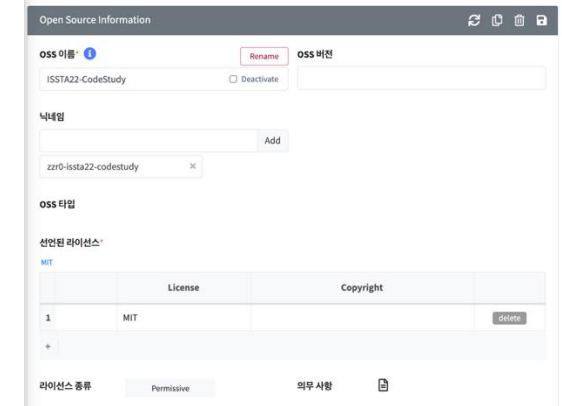 Open Source Information
OSS 이름*
Rename
OSS 버전
ISSTA22-CodeStudy
Deactivate
닉네임
Add
zzr0-issta22-codestudy ×
OSS 타입
선언된 라이선스*
MIT
License Copyright
1 MIT delete
+
라이선스 종류 Permissive 의무 사항